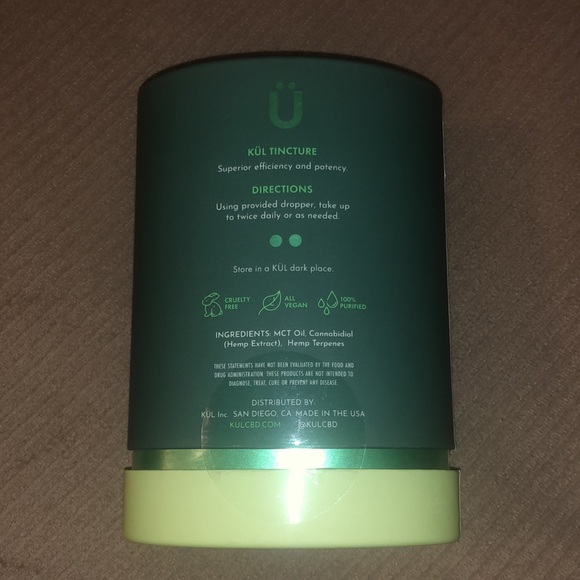 Ü
KÜL TINCTURE
Superior efficiency and potency.
DIRECTIONS
Using provided dropper, take up
to twice daily or as needed.
Store in a KÜL dark place.
CRUELTY
FREE
ALL
VEGAN
100%
PURIFIED
INGREDIENTS: MCT Oil, Cannabidiol
(Hemp Extract), Hemp Terpenes
THESE STATEMENTS HAVE NOT BEEN EVALUATED BY THE FOOD AND
DRUG ADMINISTRATION. THESE PRODUCTS ARE NOT INTENDED TO
DIAGNOSE, TREAT, CURE OR PREVENT ANY DISEASE.
DISTRIBUTED BY:
KÜL Inc. SAN DIEGO, CA MADE IN THE USA
KULCBD.COM @KULCBD